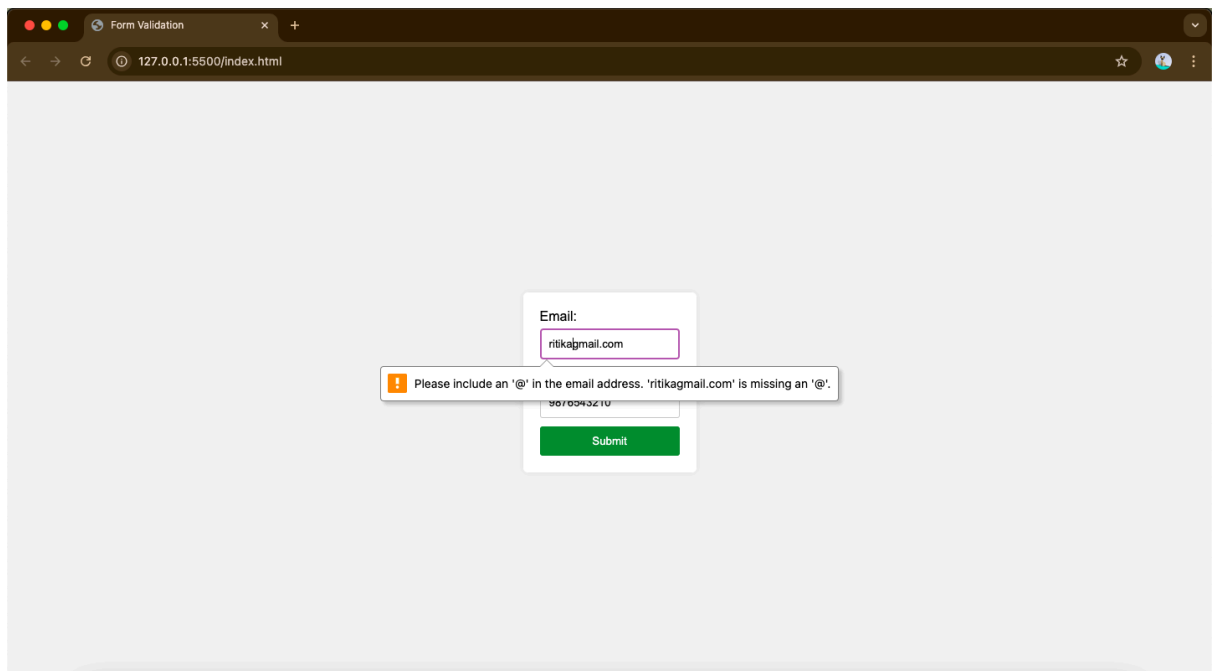 Form Validation
127.0.0.1:5500/index.html
Email:
ritikagmail.com
Please include an '@' in the email address. 'ritikagmail.com' is missing an '@'.
9876543210
Submit